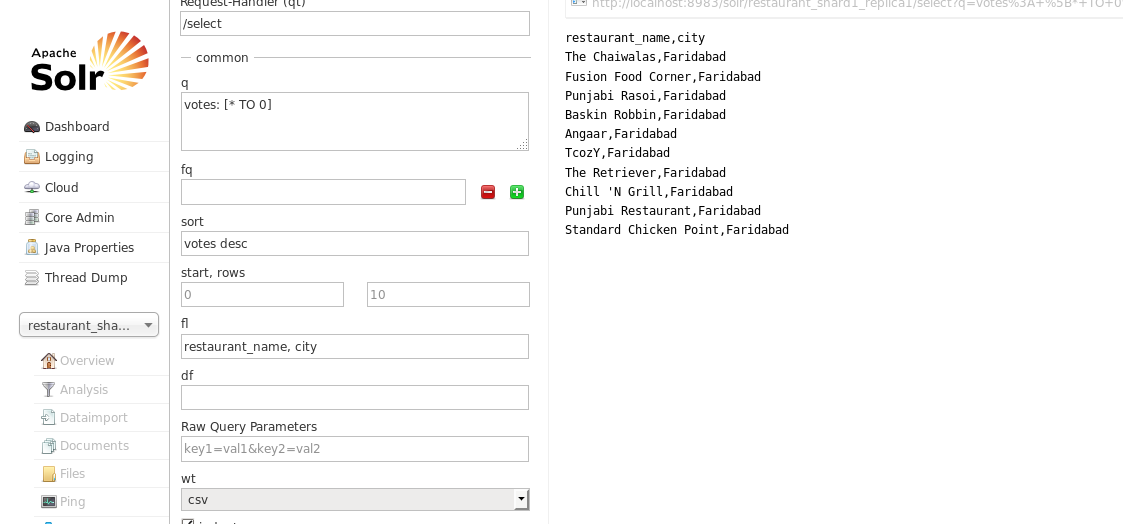 Apache
Solr
Dashboard
Logging
Cloud
Core Admin
Java Properties
Thread Dump
restaurant_sha...
Overview
Analysis
Dataimport
Documents
Files
Ping
Request-Handler (qt)
/select
common
q
votes: [* TO 0]
fq
sort
votes desc
start, rows
0 10
fl
restaurant_name, city
df
Raw Query Parameters
key1=val1&key2=val2
wt
csv
indent
http://localhost:8983/solr/restaurant_shard1_replica1/select?q=votes%3A+%5B*+TO+0
restaurant_name,city
The Chaiwalas,Faridabad
Fusion Food Corner,Faridabad
Punjabi Rasoi,Faridabad
Baskin Robbin,Faridabad
Angaar,Faridabad
TcozY,Faridabad
The Retriever,Faridabad
Chill 'N Grill,Faridabad
Punjabi Restaurant,Faridabad
Standard Chicken Point,Faridabad